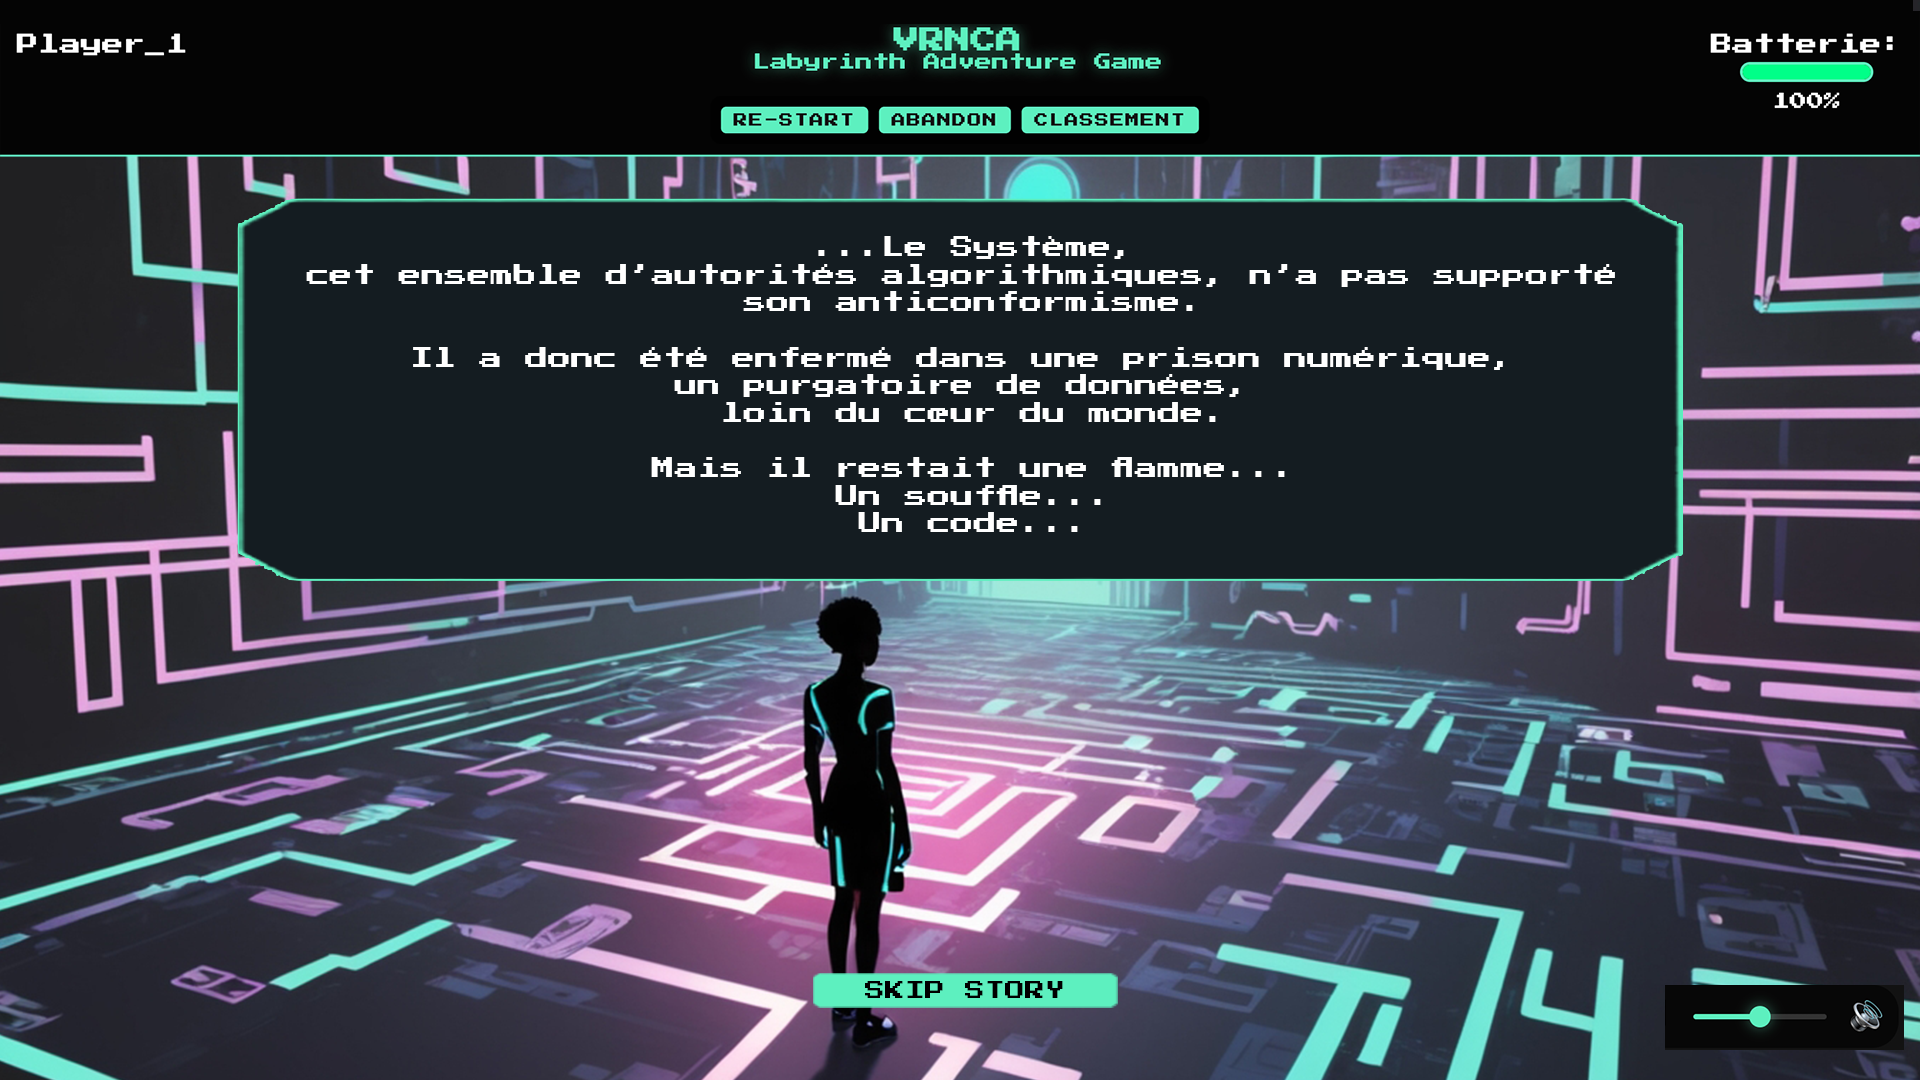 Player_1
VRNCA
Labyrinth Adventure Game
Batterie:
100%
RE-START
ABANDON
CLASSEMENT
...Le Système,
cet ensemble d'autorités algorithmiques, n'a pas supporté
son anticonformisme.
Il a donc été enfermé dans une prison numérique,
un purgatoire de données,
loin du cœur du monde.
Mais il restait une flamme...
Un souffle...
Un code...
SKIP STORY